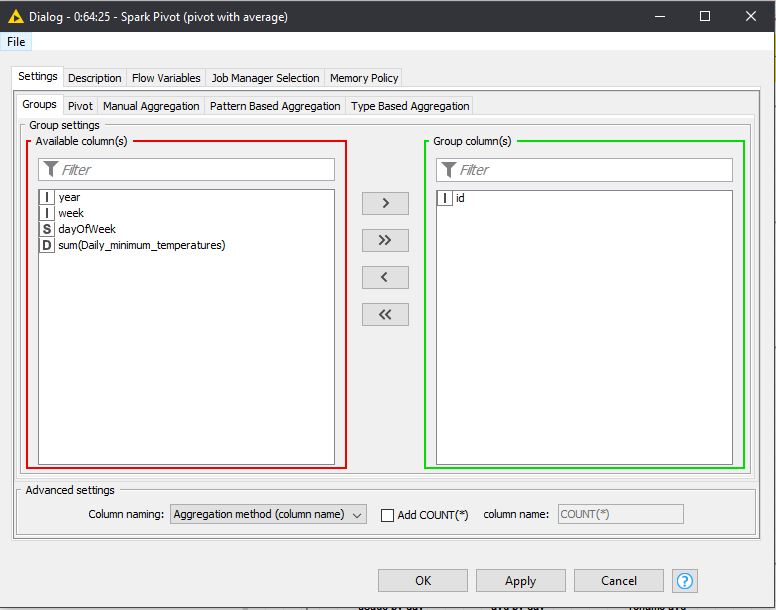 Dialog - 0:64:25 - Spark Pivot (pivot with average)
File
Settings Description Flow Variables Job Manager Selection Memory Policy
Groups Pivot Manual Aggregation Pattern Based Aggregation Type Based Aggregation
Group settings
Available column(s) Group column(s)
Filter Filter
I year I id
I week
S dayOfWeek
D sum(Daily_minimum_temperatures)
>
>>
<
<<
Advanced settings
Column naming: Aggregation method (column name) Add COUNT(*) column name: COUNT(*)
OK Apply Cancel ?